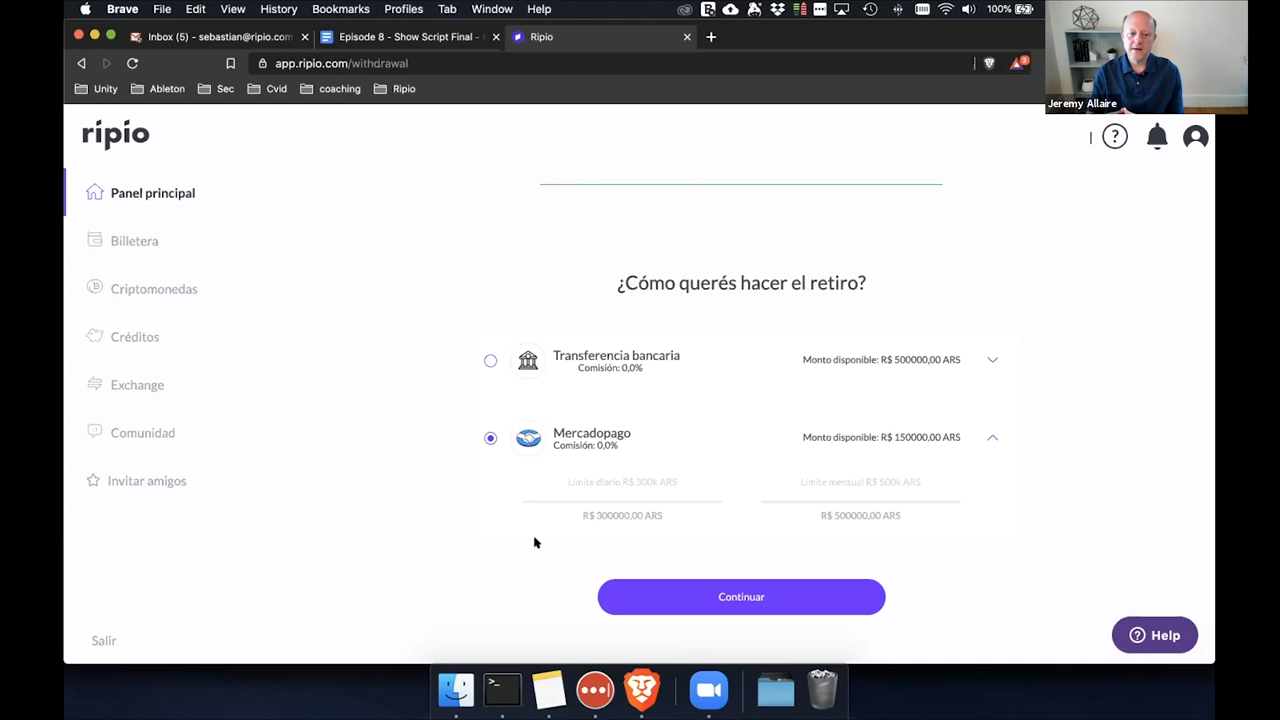 Brave File Edit View History Bookmarks Profiles Tab Window Help 100%
Inbox (5) - sebastian@ripio.com
Episode 8 - Show Script Final -
Ripio
app.ripio.com/withdrawal
3
Unity Ableton Sec Cvid coaching Ripio
Jeremy Allaire
ripio
Panel principal
Billetera
Criptomonedas
Créditos
Exchange
Comunidad
Invitar amigos
Salir
¿Cómo querés hacer el retiro?
Transferencia bancaria
Comisión: 0,0%
Monto disponible: R$ 500000,00 ARS
Mercadopago
Comisión: 0,0%
Monto disponible: R$ 150000,00 ARS
Límite diario R$ 300k ARS
Límite mensual R$ 500k ARS
R$ 300000,00 ARS
R$ 500000,00 ARS
Continuar
Help